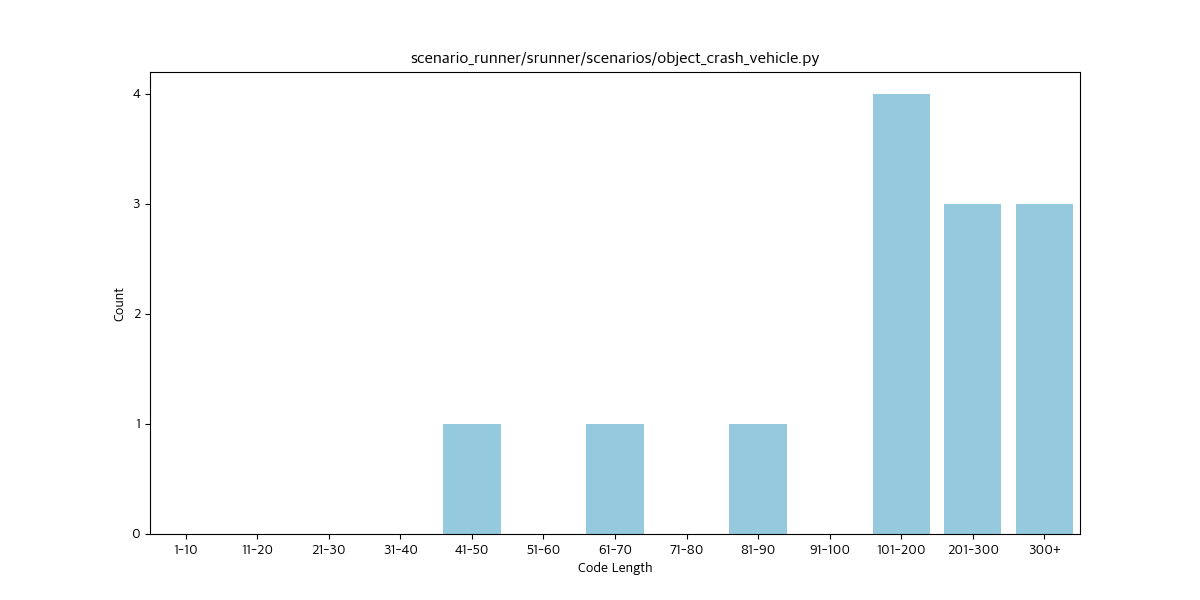 scenario_runner/srunner/scenarios/object_crash_vehicle.py
Count
4
3
2
1
0
1-10 11-20 21-30 31-40 41-50 51-60 61-70 71-80 81-90 91-100 101-200 201-300 300+
Code Length